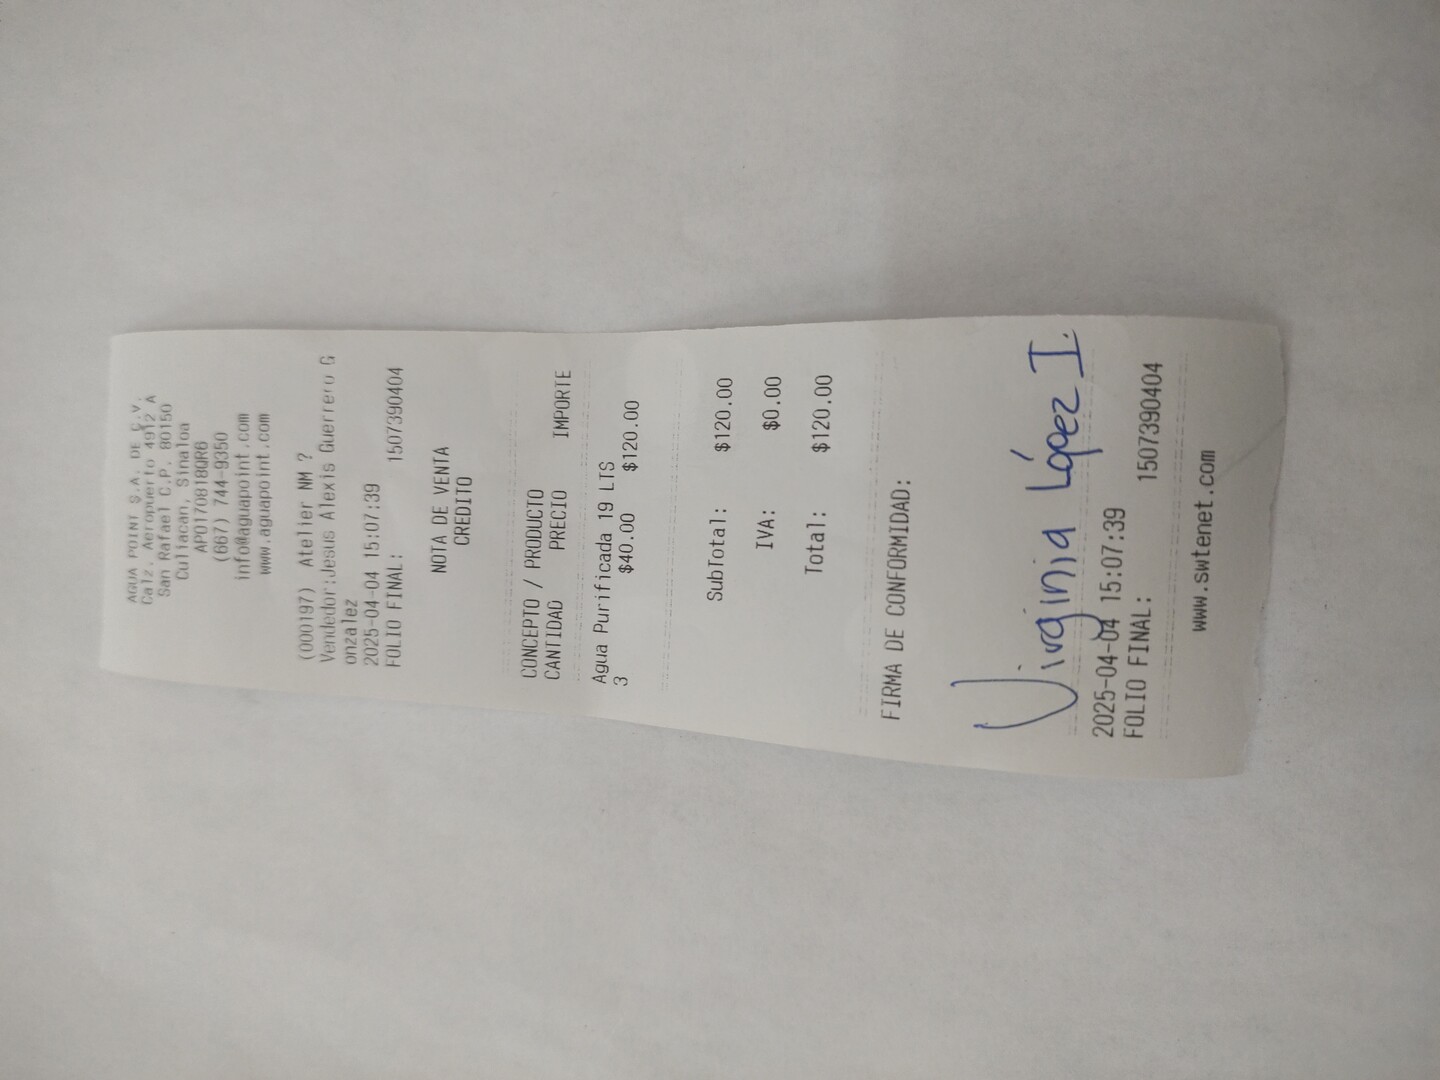 AGUA POINT S.A. DE C.V.
Calz. Aeropuerto 4912 A
San Rafael C.P. 80150
Culiacan, Sinaloa
APO170818QR6
(667) 744-9350
info@aguapoint.com
www.aguapoint.com
(000197) Atelier NM ?
Vendedor:Jesus Alexis Guerrero G
onzalez
2025-04-04 15:07:39
FOLIO FINAL: 1507390404
NOTA DE VENTA
CREDITO
CONCEPTO / PRODUCTO
CANTIDAD PRECIO IMPORTE
Agua Purificada 19 LTS
3 $40.00 $120.00
SubTotal: $120.00
IVA: $0.00
Total: $120.00
FIRMA DE CONFORMIDAD:
Virginia López I.
2025-04-04 15:07:39
FOLIO FINAL: 1507390404
www.swtenet.com